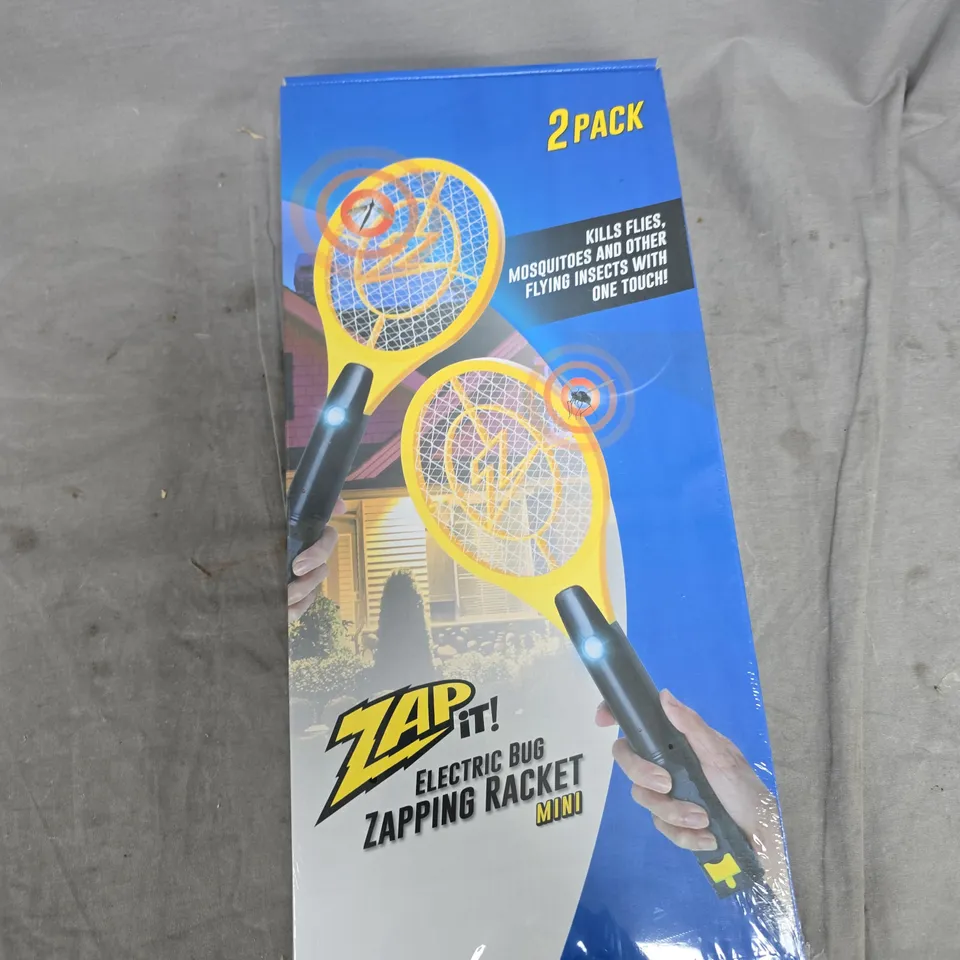 2 PACK
KILLS FLIES,
MOSQUITOES AND OTHER
FLYING INSECTS WITH
ONE TOUCH!
ZAP
iT!
ELECTRIC BUG
ZAPPING RACKET
MINI